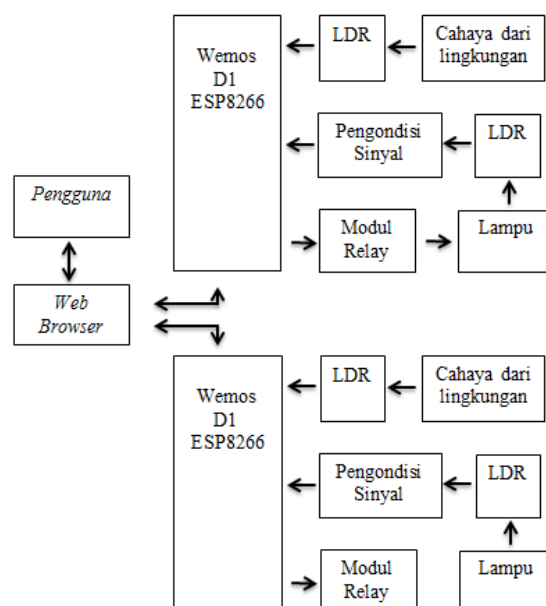 Wemos
D1
ESP8266
LDR
Cahaya dari
lingkungan
Pengondisi
Sinyal
LDR
Modul
Relay
Lampu
Pengguna
Web
Browser
Wemos
D1
ESP8266
LDR
Cahaya dari
lingkungan
Pengondisi
Sinyal
LDR
Modul
Relay
Lampu